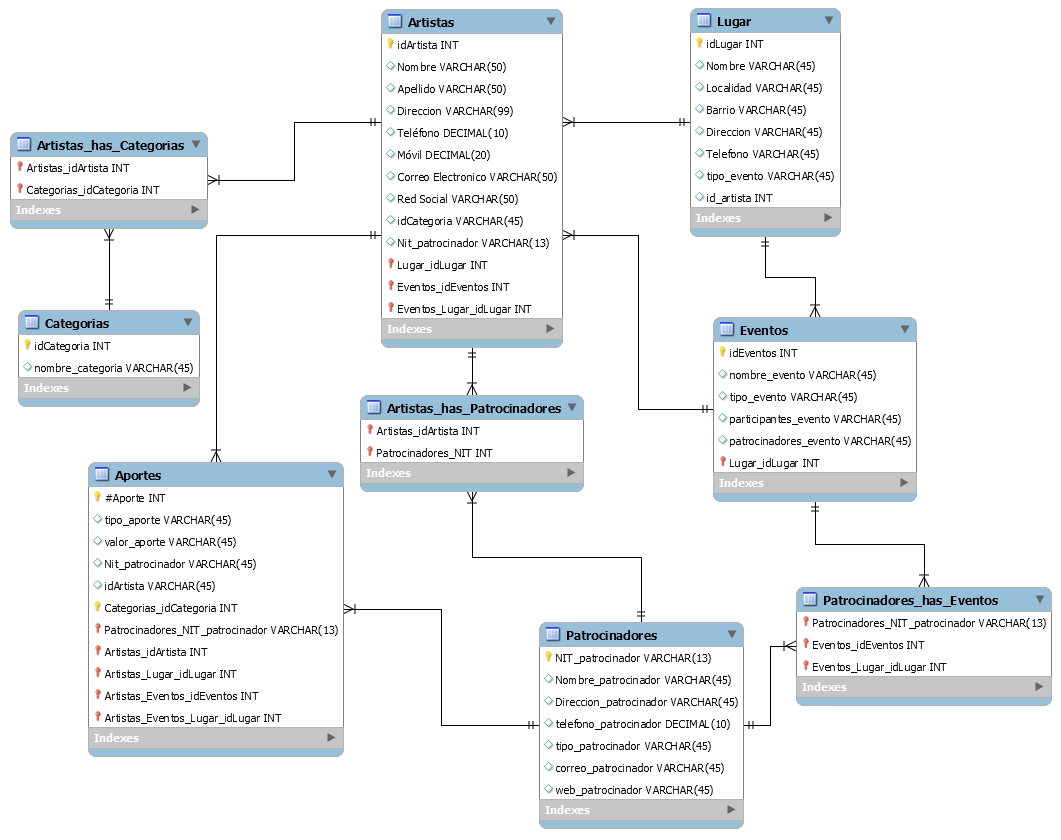 Artistas
idArtista INT
Nombre VARCHAR(50)
Apellido VARCHAR(50)
Direccion VARCHAR(99)
Teléfono DECIMAL(10)
Móvil DECIMAL(20)
Correo Electronico VARCHAR(50)
Red Social VARCHAR(50)
idCategoria VARCHAR(45)
Nit_patrocinador VARCHAR(13)
Lugar_idLugar INT
Eventos_idEventos INT
Eventos_Lugar_idLugar INT
Indexes
Lugar
idLugar INT
Nombre VARCHAR(45)
Localidad VARCHAR(45)
Barrio VARCHAR(45)
Direccion VARCHAR(45)
Telefono VARCHAR(45)
tipo_evento VARCHAR(45)
id_artista INT
Indexes
Artistas_has_Categorias
Artistas_idArtista INT
Categorias_idCategoria INT
Indexes
Categorias
idCategoria INT
nombre_categoria VARCHAR(45)
Indexes
Eventos
idEventos INT
nombre_evento VARCHAR(45)
tipo_evento VARCHAR(45)
participantes_evento VARCHAR(45)
patrocinadores_evento VARCHAR(45)
Lugar_idLugar INT
Indexes
Artistas_has_Patrocinadores
Artistas_idArtista INT
Patrocinadores_NIT INT
Indexes
Aportes
#Aporte INT
tipo_aporte VARCHAR(45)
valor_aporte VARCHAR(45)
Nit_patrocinador VARCHAR(45)
idArtista VARCHAR(45)
Categorias_idCategoria INT
Patrocinadores_NIT_patrocinador VARCHAR(13)
Artistas_idArtista INT
Artistas_Lugar_idLugar INT
Artistas_Eventos_idEventos INT
Artistas_Eventos_Lugar_idLugar INT
Indexes
Patrocinadores
NIT_patrocinador VARCHAR(13)
Nombre_patrocinador VARCHAR(45)
Direccion_patrocinador VARCHAR(45)
telefono_patrocinador DECIMAL(10)
tipo_patrocinador VARCHAR(45)
correo_patrocinador VARCHAR(45)
web_patrocinador VARCHAR(45)
Indexes
Patrocinadores_has_Eventos
Patrocinadores_NIT_patrocinador VARCHAR(13)
Eventos_idEventos INT
Eventos_Lugar_idLugar INT
Indexes